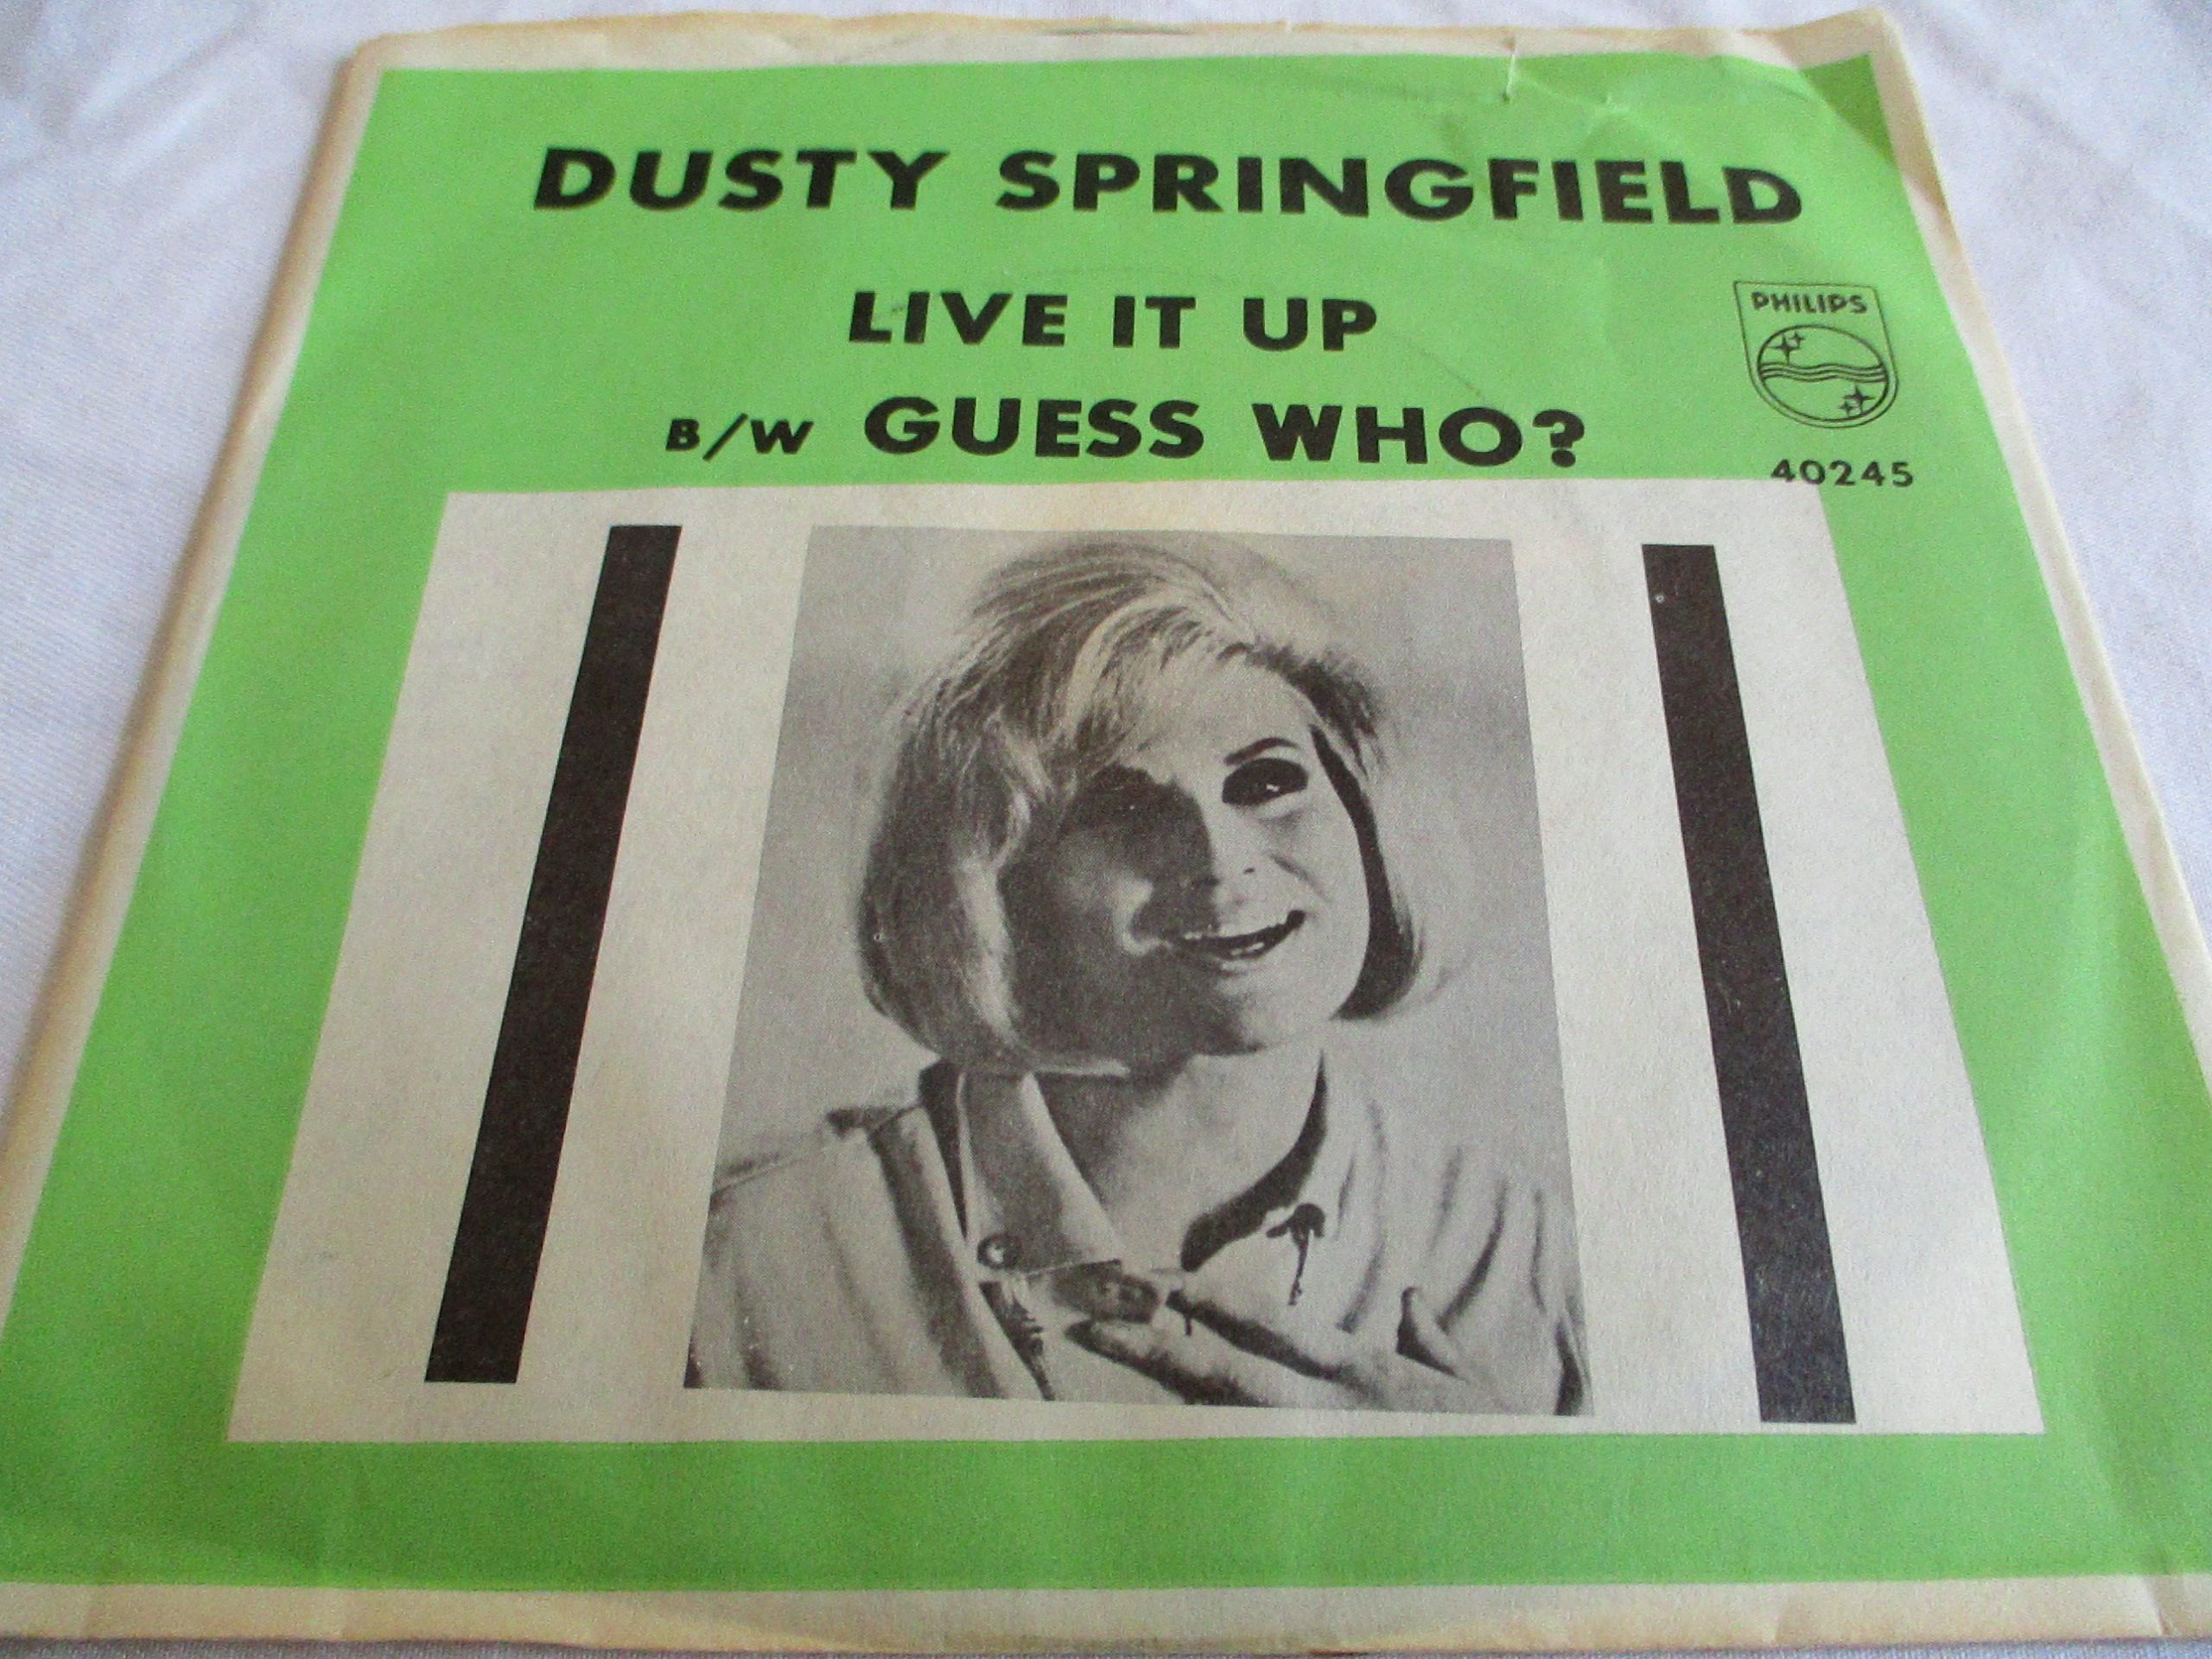 DUSTY SPRINGFIELD
LIVE IT UP
B/W GUESS WHO?
PHILIPS
40245